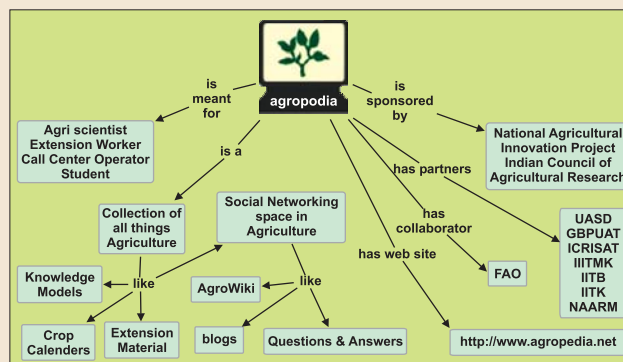 agropodia
is
meant
for
is
sponsored
by
Agri scientist
Extension Worker
Call Center Operator
Student
National Agricultural
Innovation Project
Indian Council of
Agricultural Research
is a
has partners
Collection of
all things
Agriculture
Social Networking
space in
Agriculture
has
collaborator
has web site
UASD
GBPUAT
ICRISAT
IIITMK
IITB
IITK
NAARM
FAO
Knowledge
Models
like
AgroWiki
like
Crop
Calenders
Extension
Material
blogs
Questions & Answers
http://www.agropedia.net